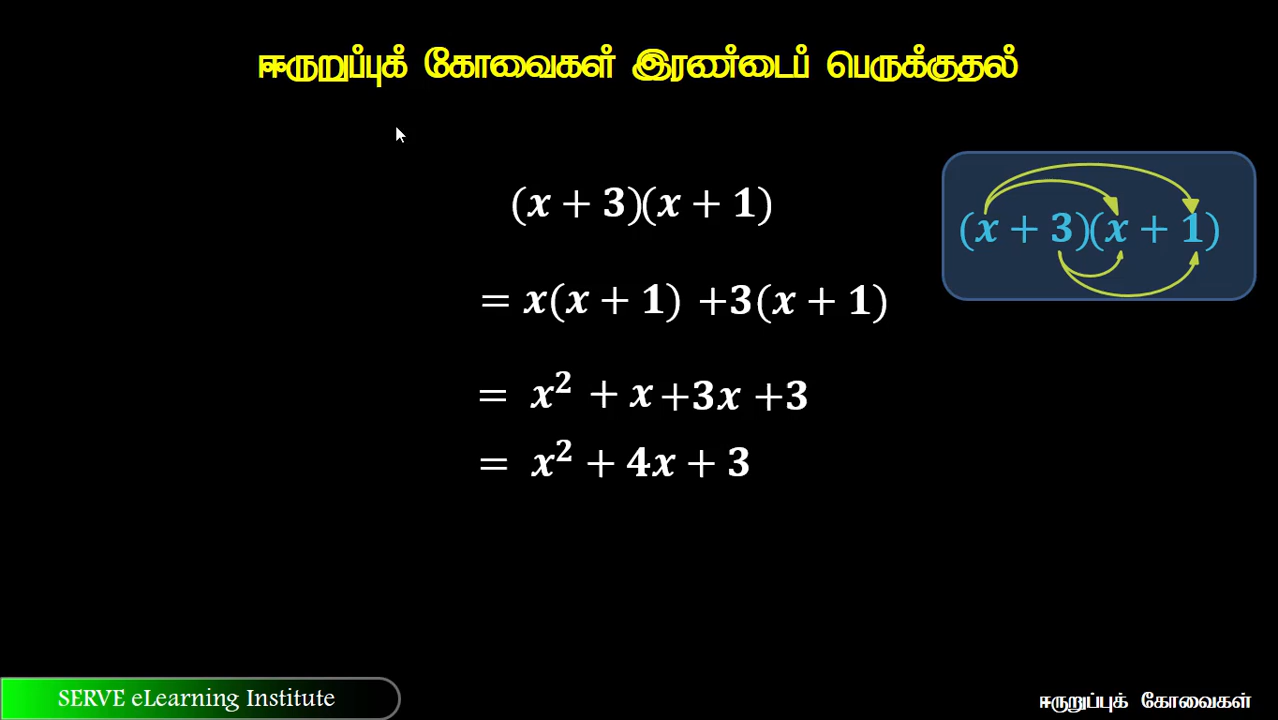 ஈருறுப்புக் கோவைகள் இரண்டைப் பெருக்குதல்
(x + 3)(x + 1)
(x + 3)(x + 1)
= x(x + 1) +3(x + 1)
= x² + x +3x +3
= x² + 4x + 3
SERVE eLearning Institute
ஈருறுப்புக் கோவைகள்